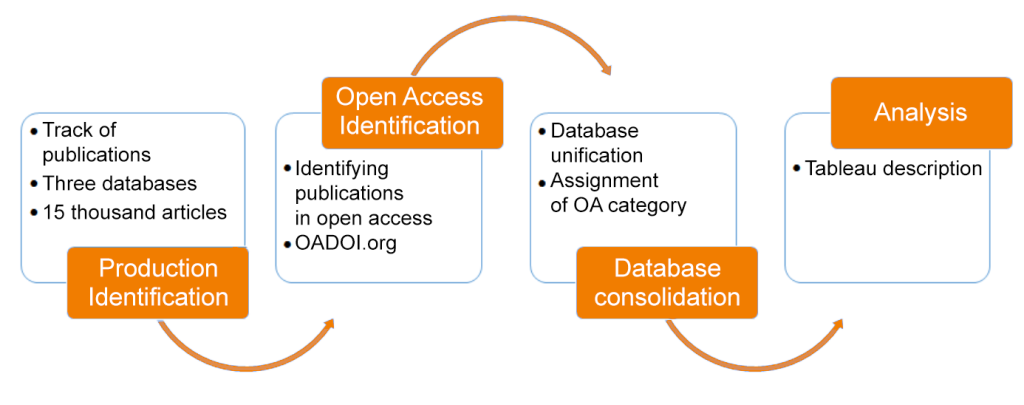 • Track of
publications
• Three databases
• 15 thousand articles
Production
Identification
Open Access
Identification
• Identifying
publications
in open access
• OADOI.org
• Database
unification
• Assignment
of OA category
Database
consolidation
Analysis
• Tableau description